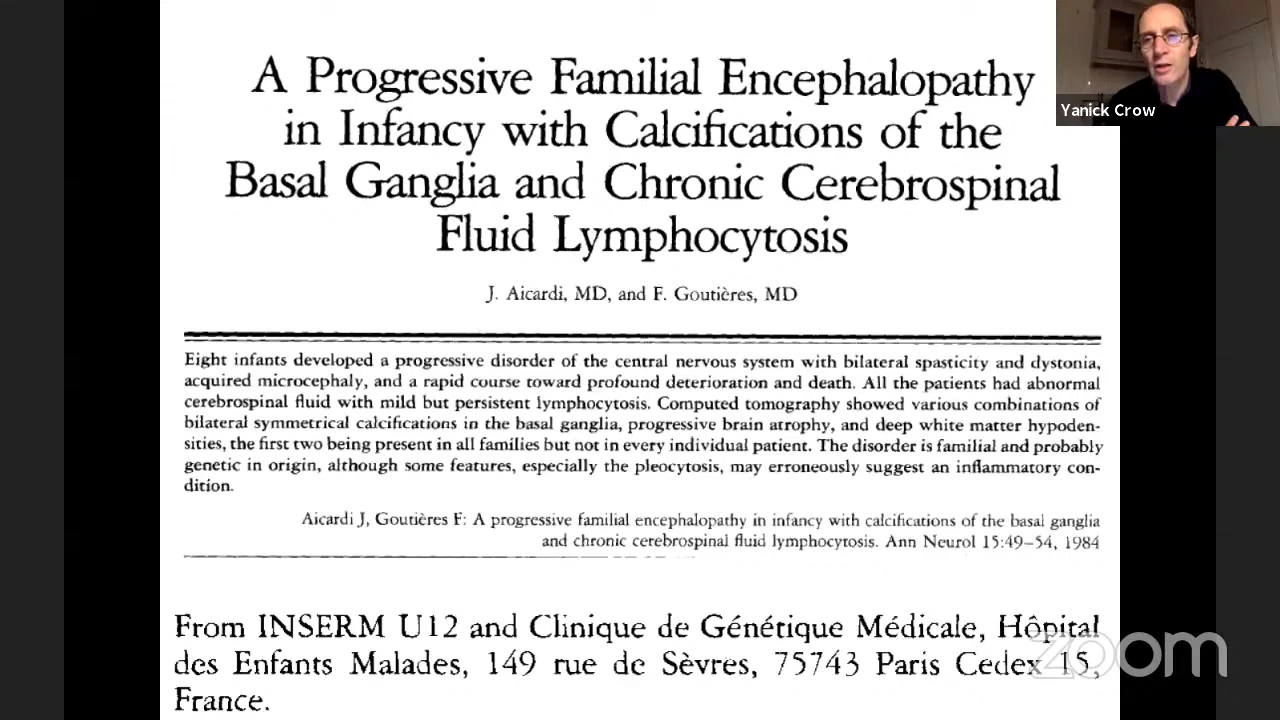 A Progressive Familial Encephalopathy
in Infancy with Calcifications of the
Basal Ganglia and Chronic Cerebrospinal
Fluid Lymphocytosis
J. Aicardi, MD, and F. Goutières, MD
Eight infants developed a progressive disorder of the central nervous system with bilateral spasticity and dystonia,
acquired microcephaly, and a rapid course toward profound deterioration and death. All the patients had abnormal
cerebrospinal fluid with mild but persistent lymphocytosis. Computed tomography showed various combinations of
bilateral symmetrical calcifications in the basal ganglia, progressive brain atrophy, and deep white matter hypoden-
sities, the first two being present in all families but not in every individual patient. The disorder is familial and probably
genetic in origin, although some features, especially the pleocytosis, may erroneously suggest an inflammatory con-
dition.
Aicardi J, Goutières F: A progressive familial encephalopathy in infancy with calcifications of the basal ganglia
and chronic cerebrospinal fluid lymphocytosis. Ann Neurol 15:49–54, 1984
From INSERM U12 and Clinique de Génétique Médicale, Hôpital
des Enfants Malades, 149 rue de Sèvres, 75743 Paris Cedex 15,
France.
Yanick Crow
zoom